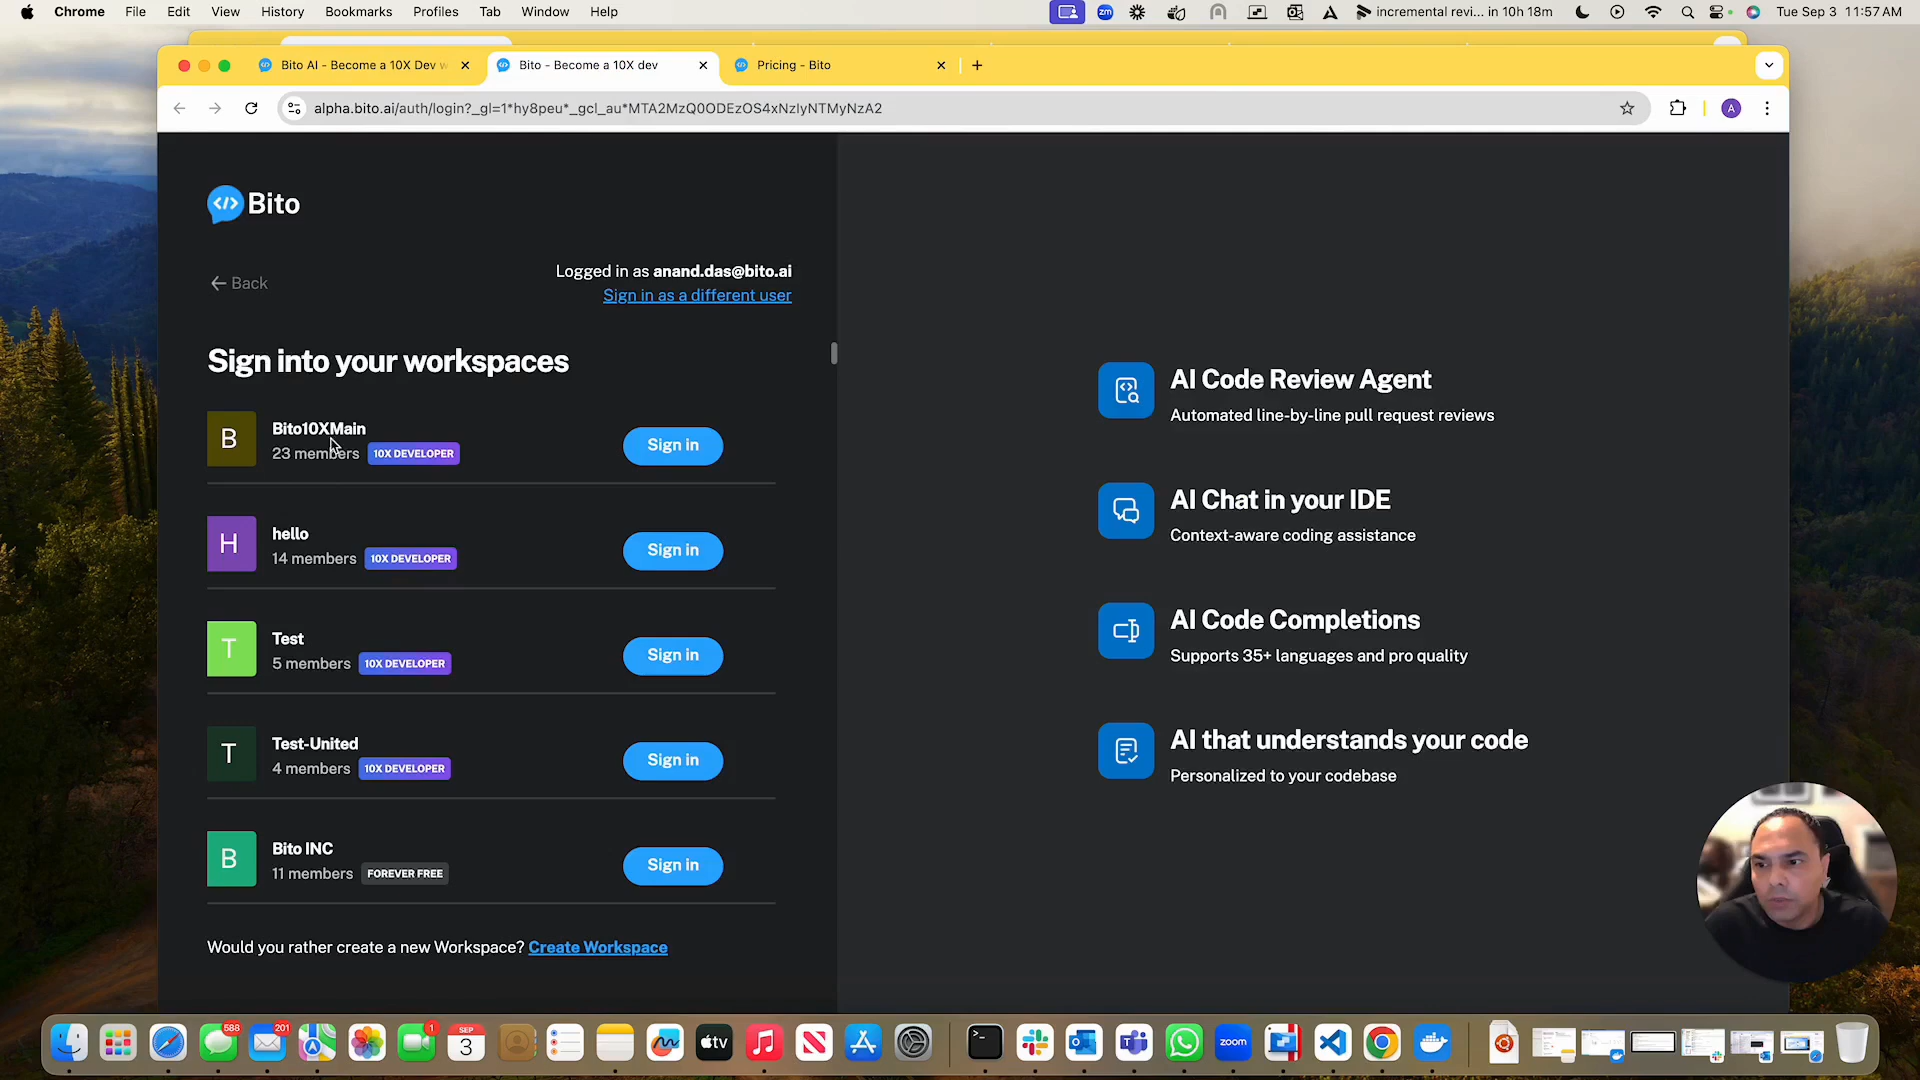 Chrome File Edit View History Bookmarks Profiles Tab Window Help
incremental revi... in 10h 18m
Tue Sep 3 11:57 AM
Bito AI - Become a 10X Dev w
Bito - Become a 10X dev
Pricing - Bito
alpha.bito.ai/auth/login?_gl=1*hy8peu*_gcl_au*MTA2MzQ0ODEzOS4xNzIyNTMyNzA2
A
Bito
Back
Logged in as anand.das@bito.ai
Sign in as a different user
Sign into your workspaces
B
Bito10XMain
23 members 10X DEVELOPER
Sign in
H
hello
14 members 10X DEVELOPER
Sign in
T
Test
5 members 10X DEVELOPER
Sign in
T
Test-United
4 members 10X DEVELOPER
Sign in
B
Bito INC
11 members FOREVER FREE
Sign in
Would you rather create a new Workspace? Create Workspace
AI Code Review Agent
Automated line-by-line pull request reviews
AI Chat in your IDE
Context-aware coding assistance
AI Code Completions
Supports 35+ languages and pro quality
AI that understands your code
Personalized to your codebase
588
201
1
SEP
3
tv
zoom